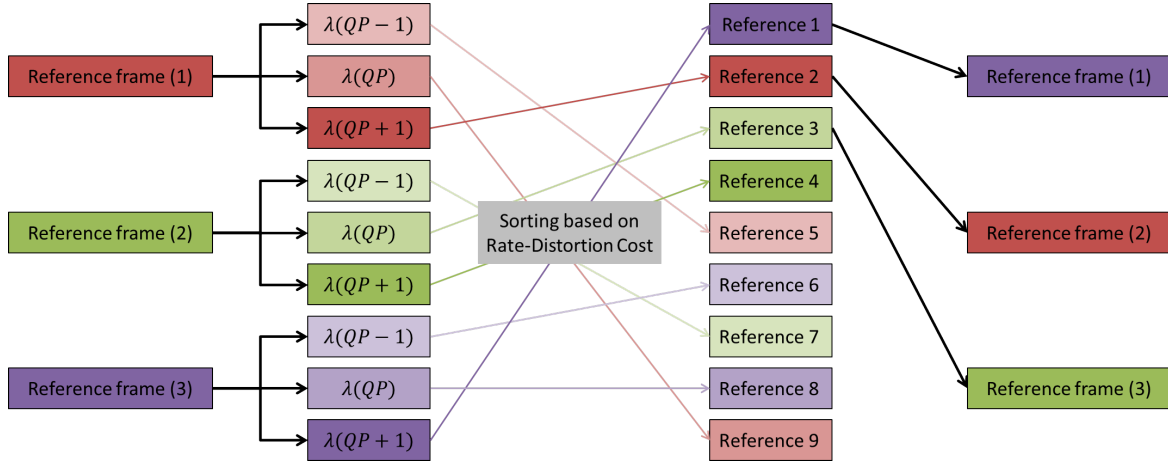 Reference frame (1)
λ(QP − 1)
λ(QP)
λ(QP + 1)
Reference frame (2)
λ(QP − 1)
λ(QP)
λ(QP + 1)
Reference frame (3)
λ(QP − 1)
λ(QP)
λ(QP + 1)
Sorting based on
Rate-Distortion Cost
Reference 1
Reference 2
Reference 3
Reference 4
Reference 5
Reference 6
Reference 7
Reference 8
Reference 9
Reference frame (1)
Reference frame (2)
Reference frame (3)